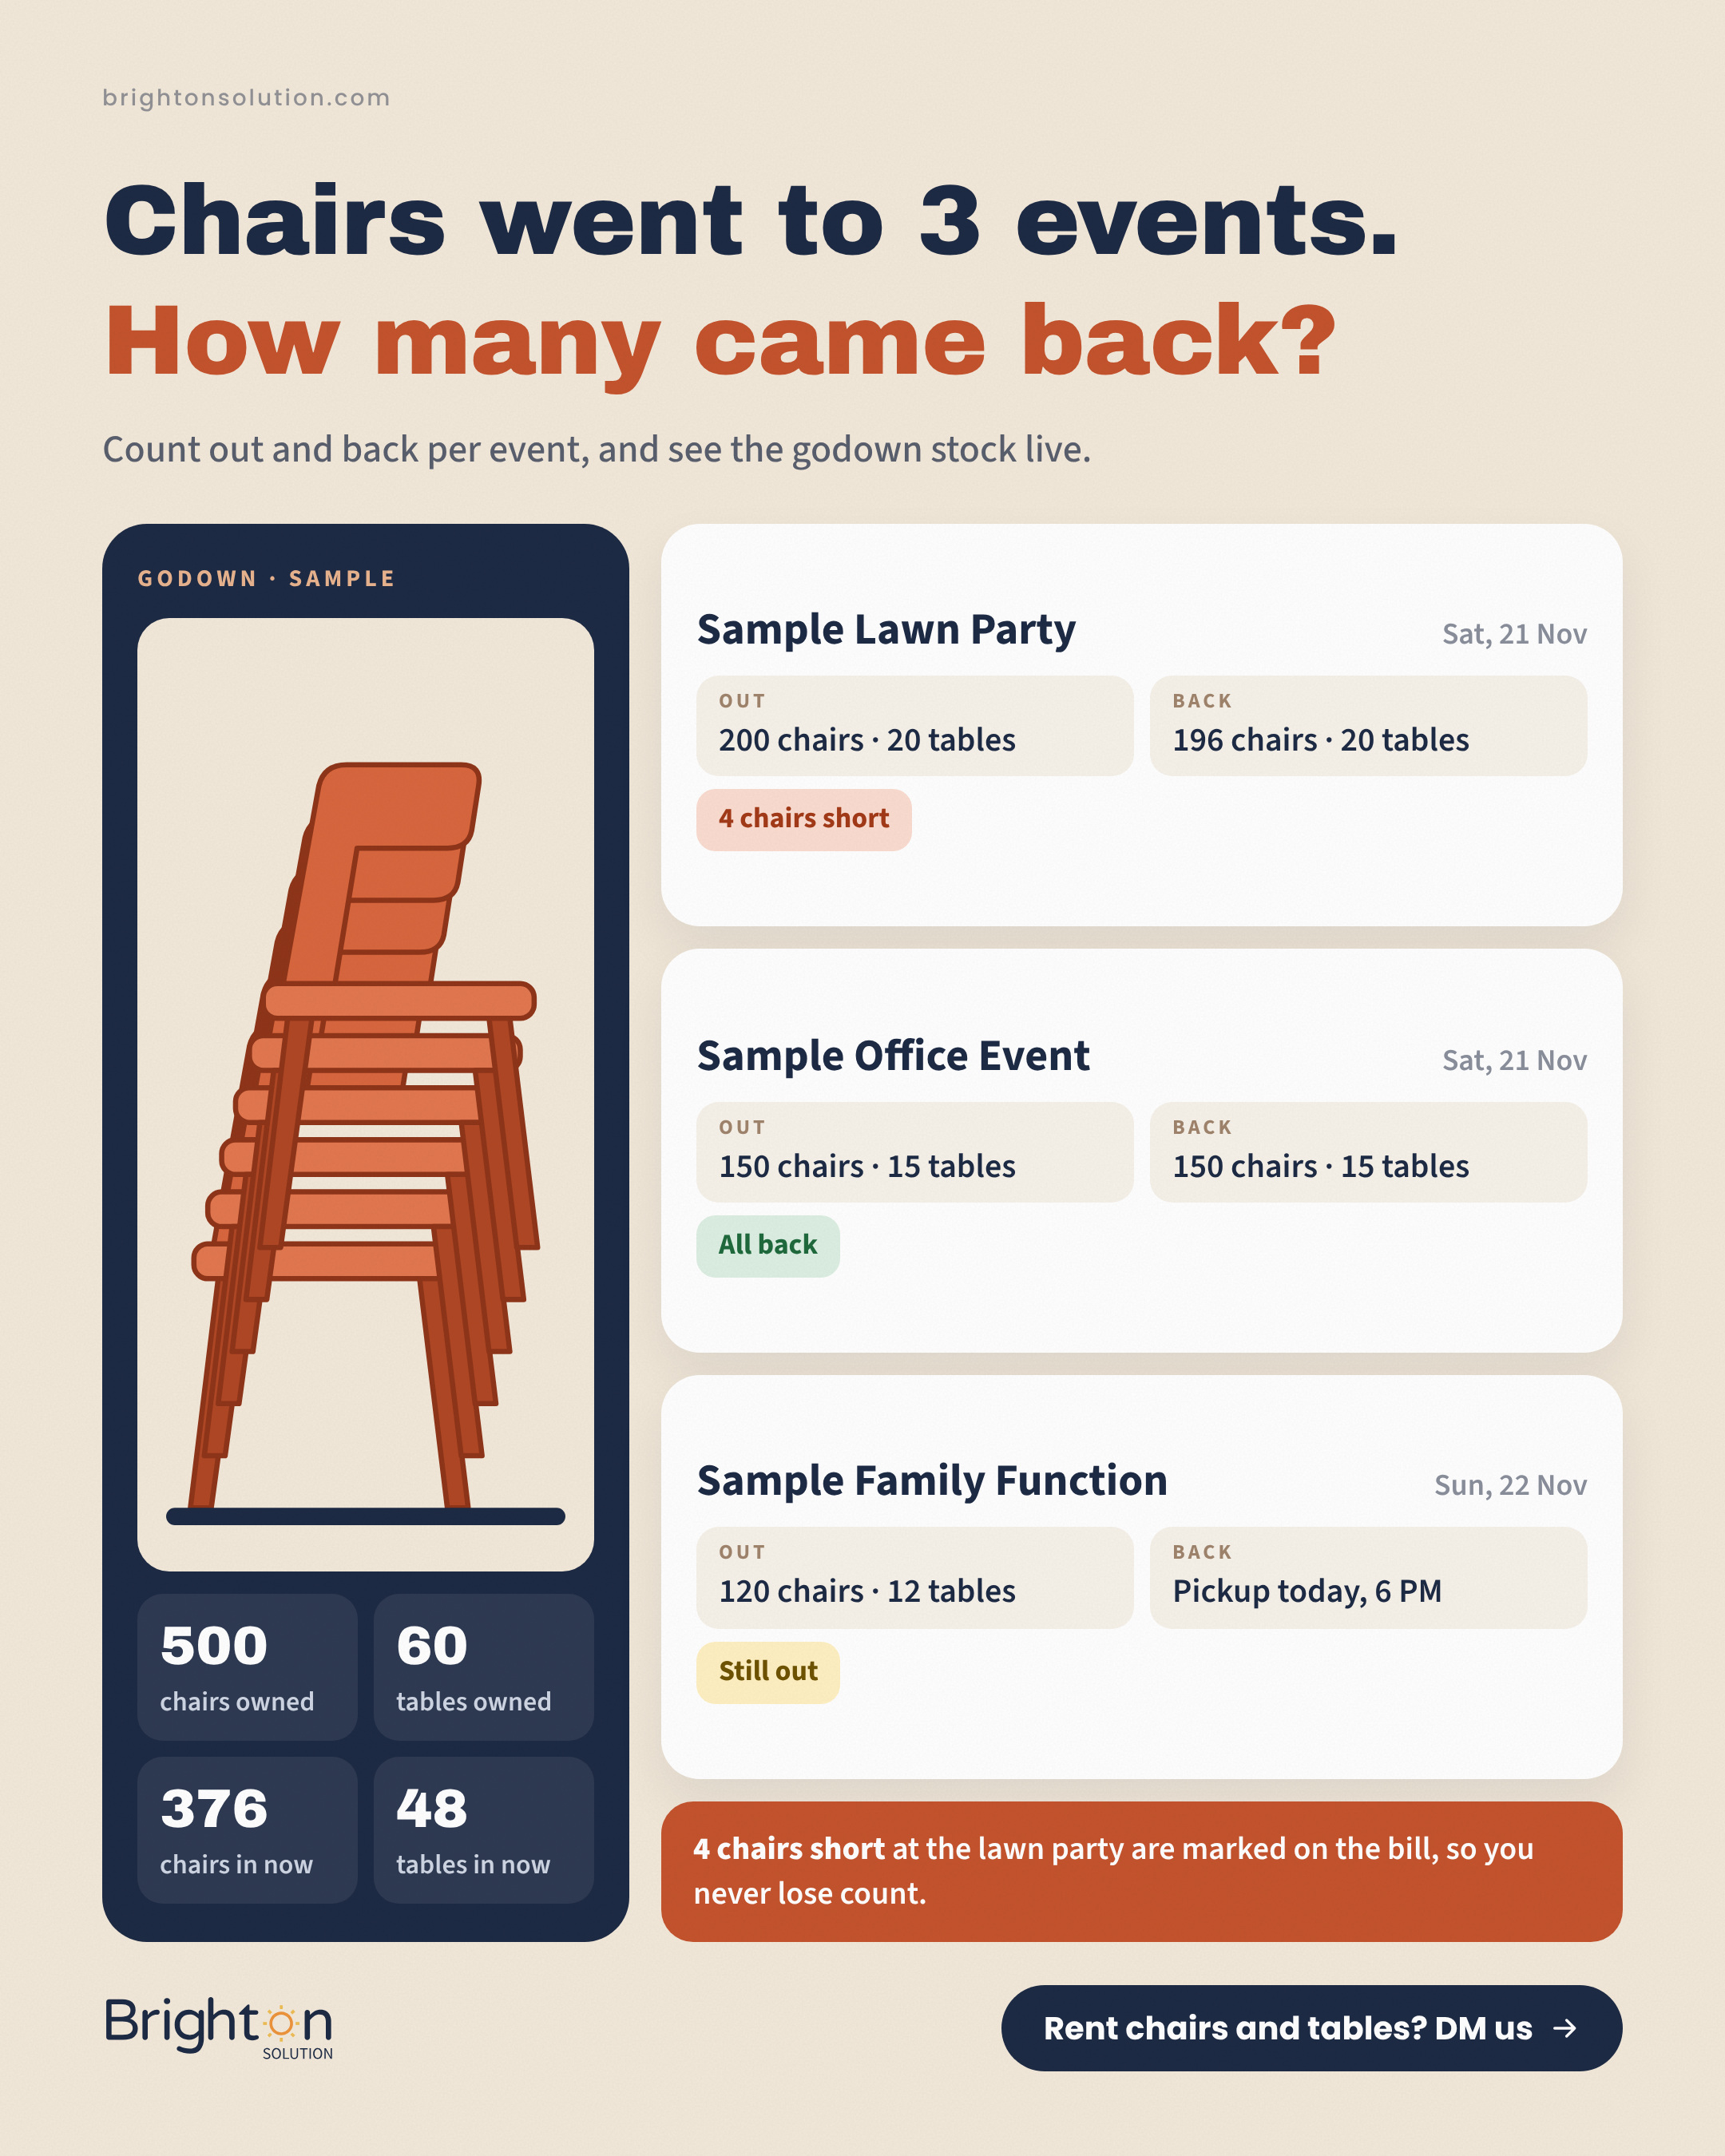 brightonsolution.com
Chairs went to 3 events.
How many came back?
Count out and back per event, and see the godown stock live.
GODOWN · SAMPLE
500
chairs owned
60
tables owned
376
chairs in now
48
tables in now
Sample Lawn Party
Sat, 21 Nov
OUT
200 chairs · 20 tables
BACK
196 chairs · 20 tables
4 chairs short
Sample Office Event
Sat, 21 Nov
OUT
150 chairs · 15 tables
BACK
150 chairs · 15 tables
All back
Sample Family Function
Sun, 22 Nov
OUT
120 chairs · 12 tables
BACK
Pickup today, 6 PM
Still out
4 chairs short at the lawn party are marked on the bill, so you
never lose count.
Brighton
SOLUTION
Rent chairs and tables? DM us →